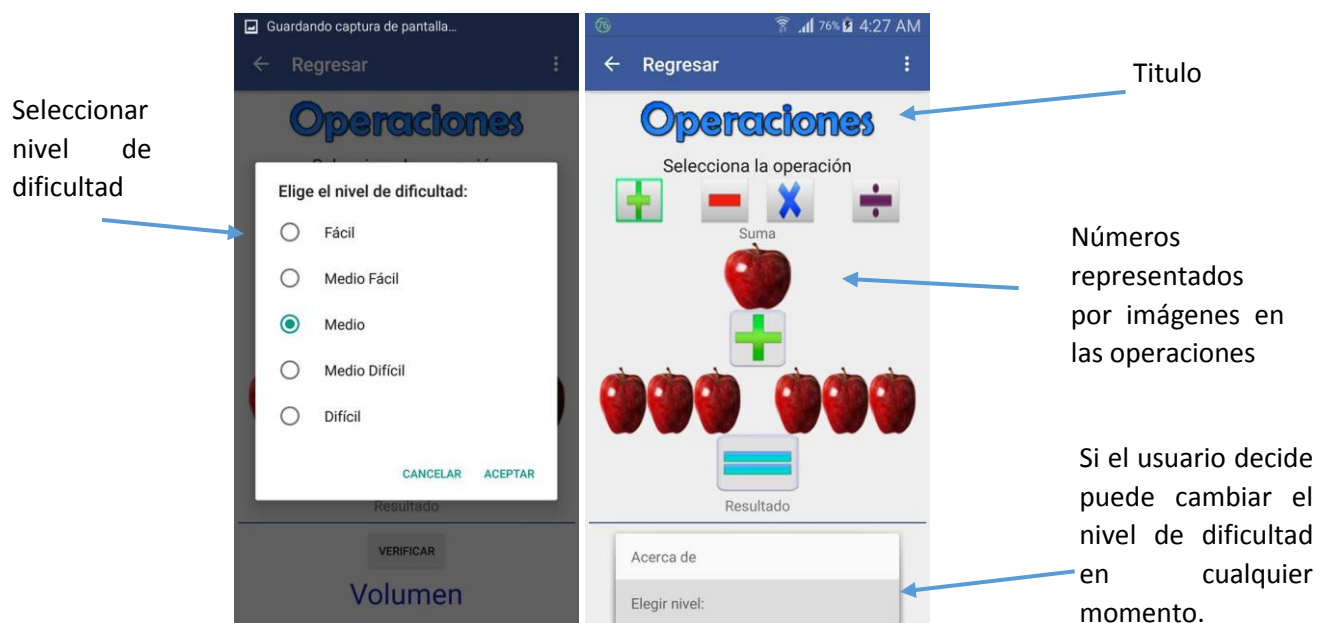 Seleccionar
nivel de
dificultad
Guardando captura de pantalla...
Regresar
Operaciones
Elige el nivel de dificultad:
Fácil
Medio Fácil
Medio
Medio Difícil
Difícil
CANCELAR ACEPTAR
Resultado
VERIFICAR
Volumen
76 76% 4:27 AM
Regresar
Operaciones
Selecciona la operación
Suma
Resultado
Acerca de
Elegir nivel:
Titulo
Números
representados
por imágenes en
las operaciones
Si el usuario decide
puede cambiar el
nivel de dificultad
en cualquier
momento.